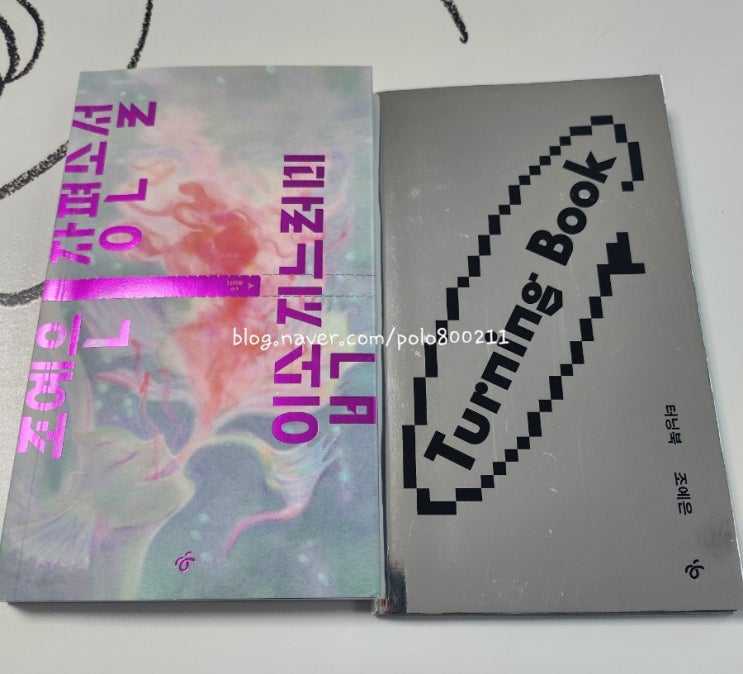 조예은 장편소설
입속 지느러미
Turning Book
터닝북 조예은
blog.naver.com/polo800211